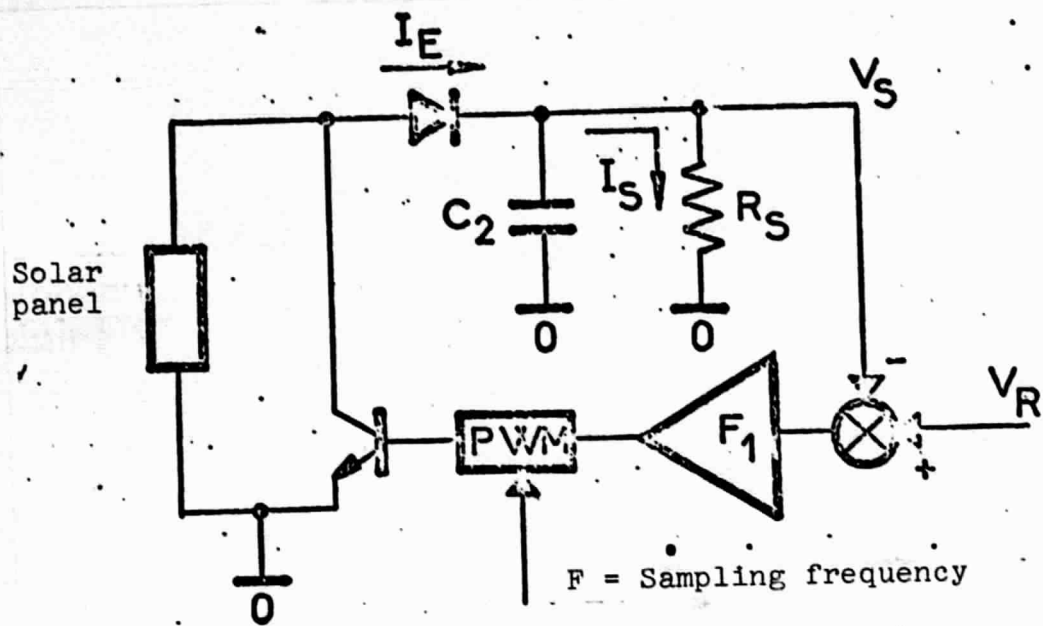 I_E
V_S
C_2
I_S
R_S
Solar
panel
0
0
-
V_R
PWM
F_1
+
F = Sampling frequency
0